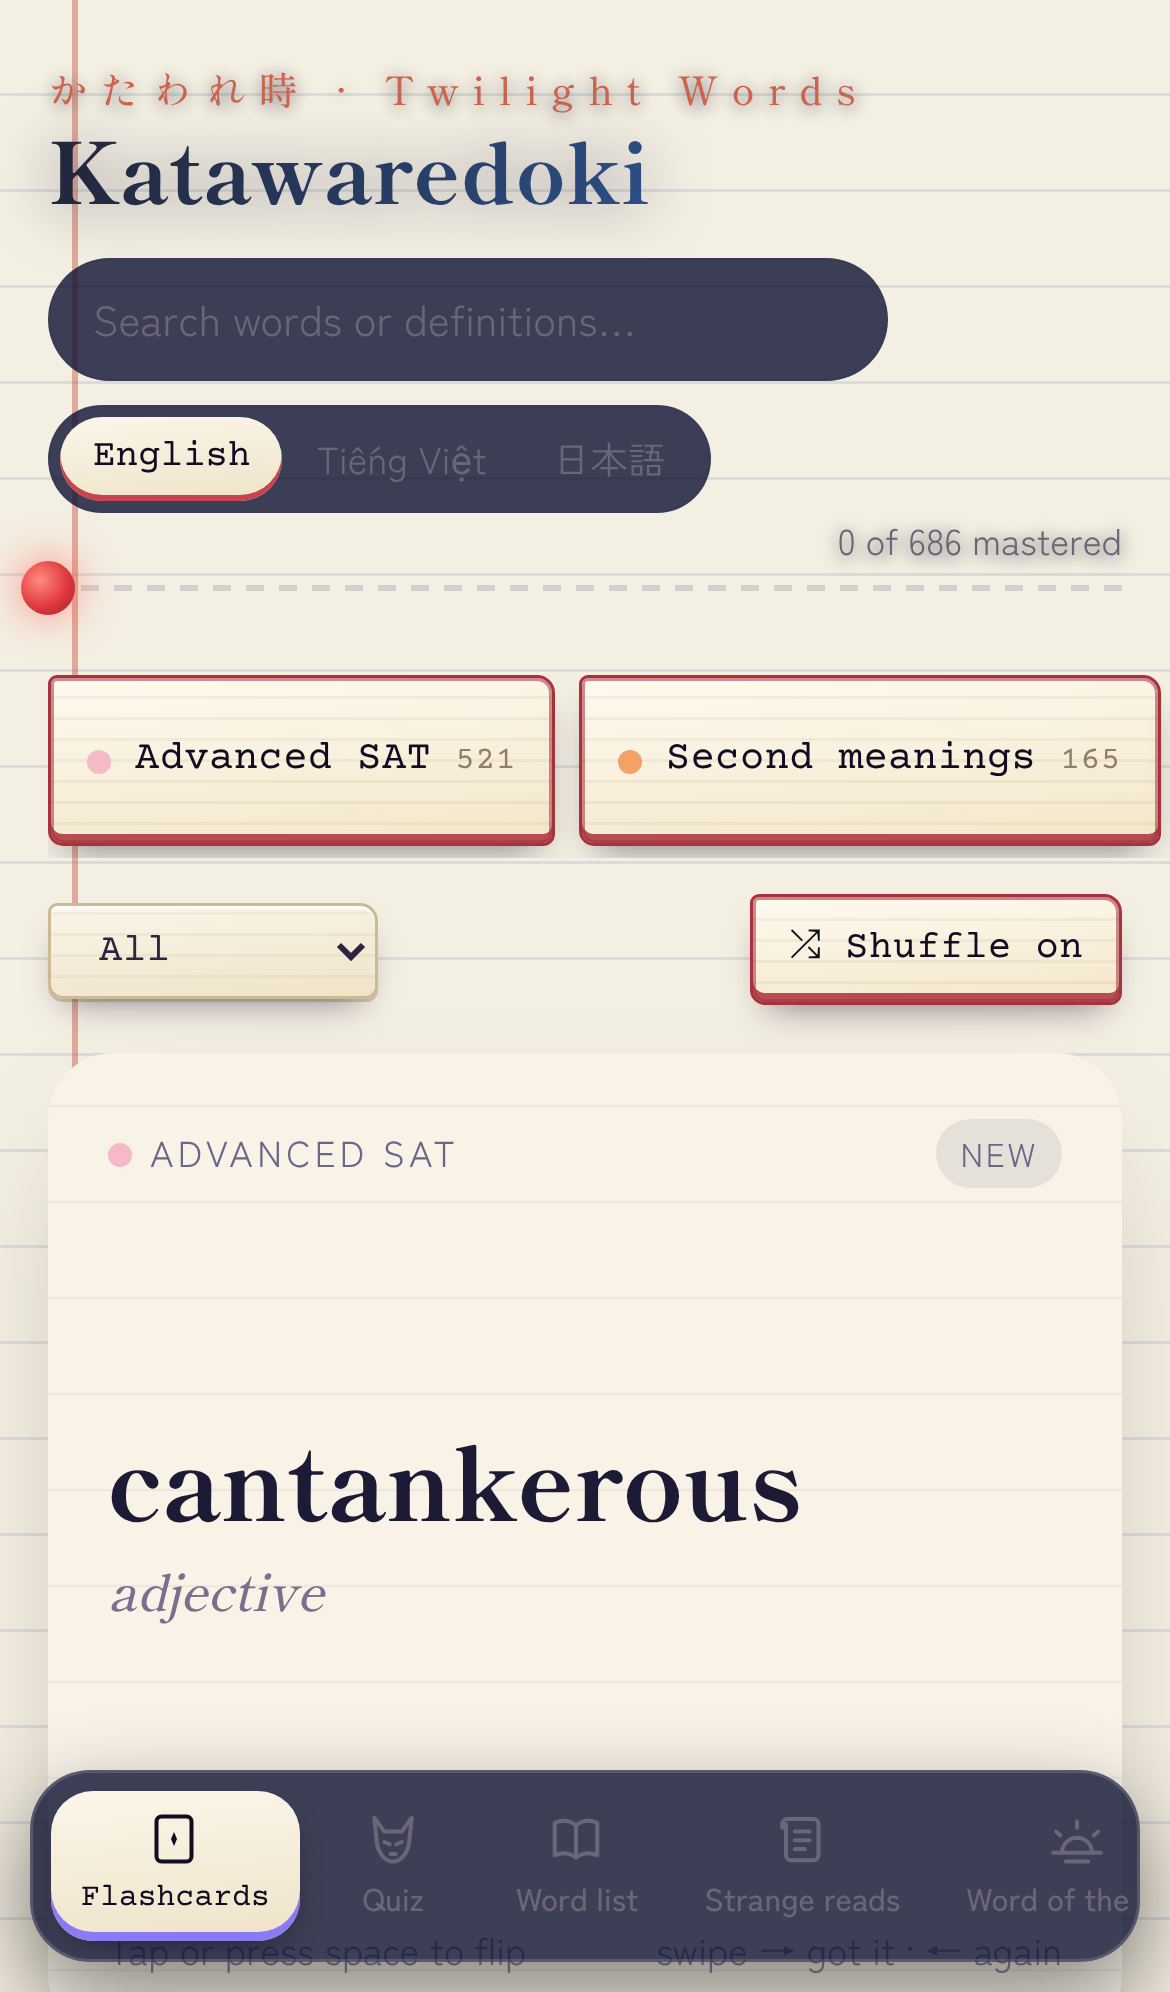 かたわれ時 · Twilight Words
Katawaredoki
Search words or definitions...
English Tiếng Việt 日本語
0 of 686 mastered
Advanced SAT 521 Second meanings 165
All Shuffle on
ADVANCED SAT NEW
cantankerous
adjective
Flashcards Quiz Word list Strange reads Word of the
Tap or press space to flip swipe → got it · ← again